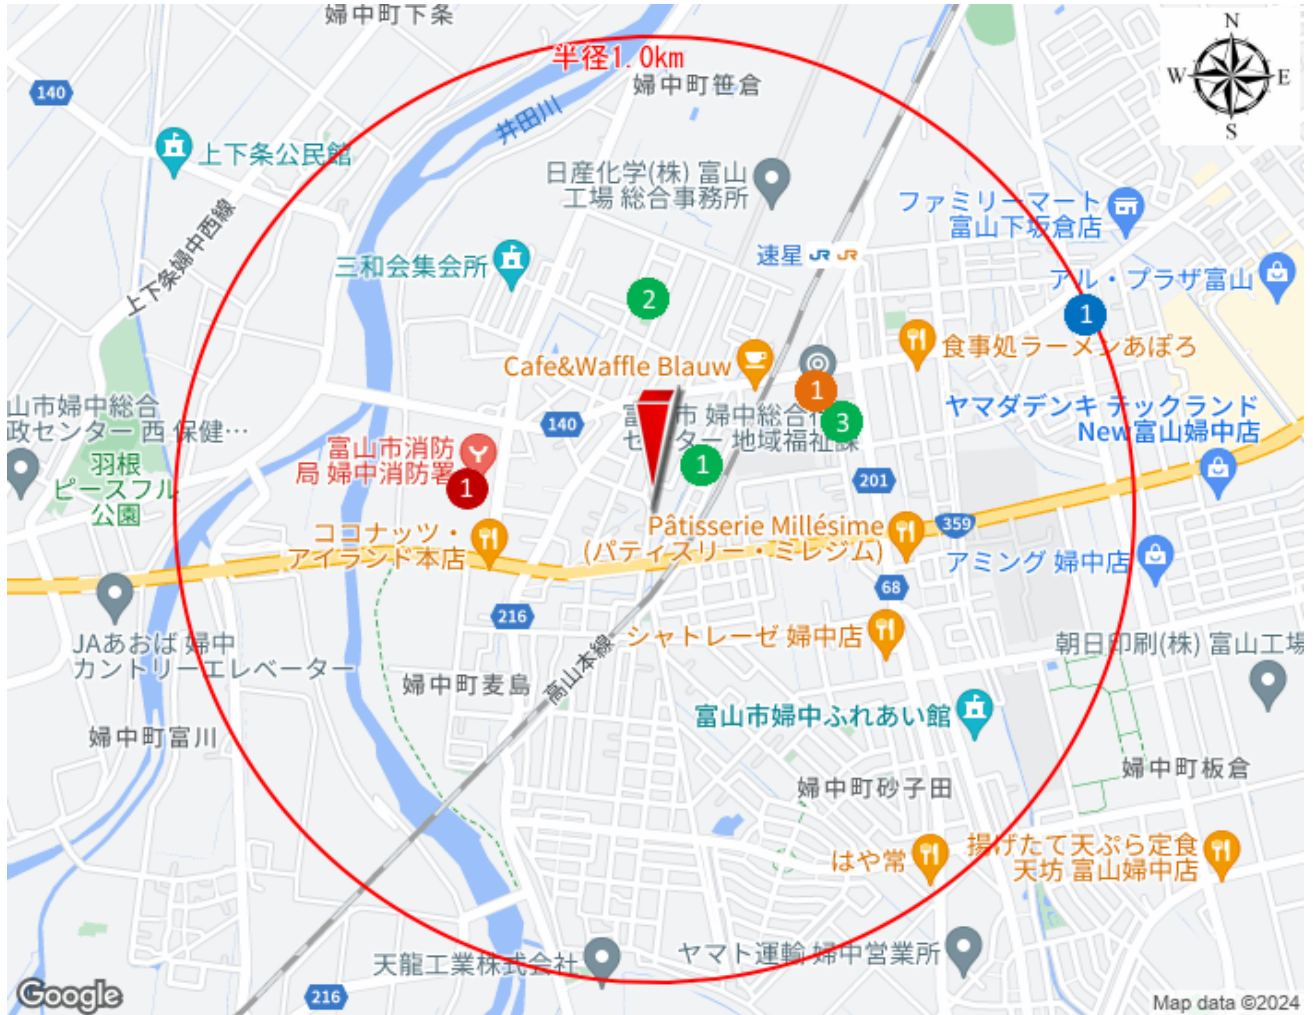 婦中町下条
N
半径1.0km
140
婦中町笹倉
W
E
井田川
S
上下条公民館
日産化学(株) 富山
工場 総合事務所
ファミリーマート
富山下坂倉店
上下条婦中西線
三和会集会所
速星
JR
JR
アル・プラザ富山
2
1
Cafe&Waffle Blauw
食事処ラーメンあぽろ
1
山市婦中総合
政センター 西 保健…
140
富
市 婦中総合行
セ
ター 地域福祉課
3
ヤマダデンキ テックランド
New富山婦中店
富山市消防
局 婦中消防署
羽根
ピースフル
公園
1
1
201
ココナッツ・
アイランド本店
Pâtisserie Millésime
(パティスリー・ミレジム)
359
アミング 婦中店
68
216
JAあおば 婦中
カントリーエレベーター
シャトレーゼ 婦中店
朝日印刷(株) 富山工場
高山本線
婦中町麦島
富山市婦中ふれあい館
婦中町富川
婦中町板倉
婦中町砂子田
はや常
揚げたて天ぷら定食
天坊 富山婦中店
天龍工業株式会社
ヤマト運輸 婦中営業所
216
Google
Map data ©2024